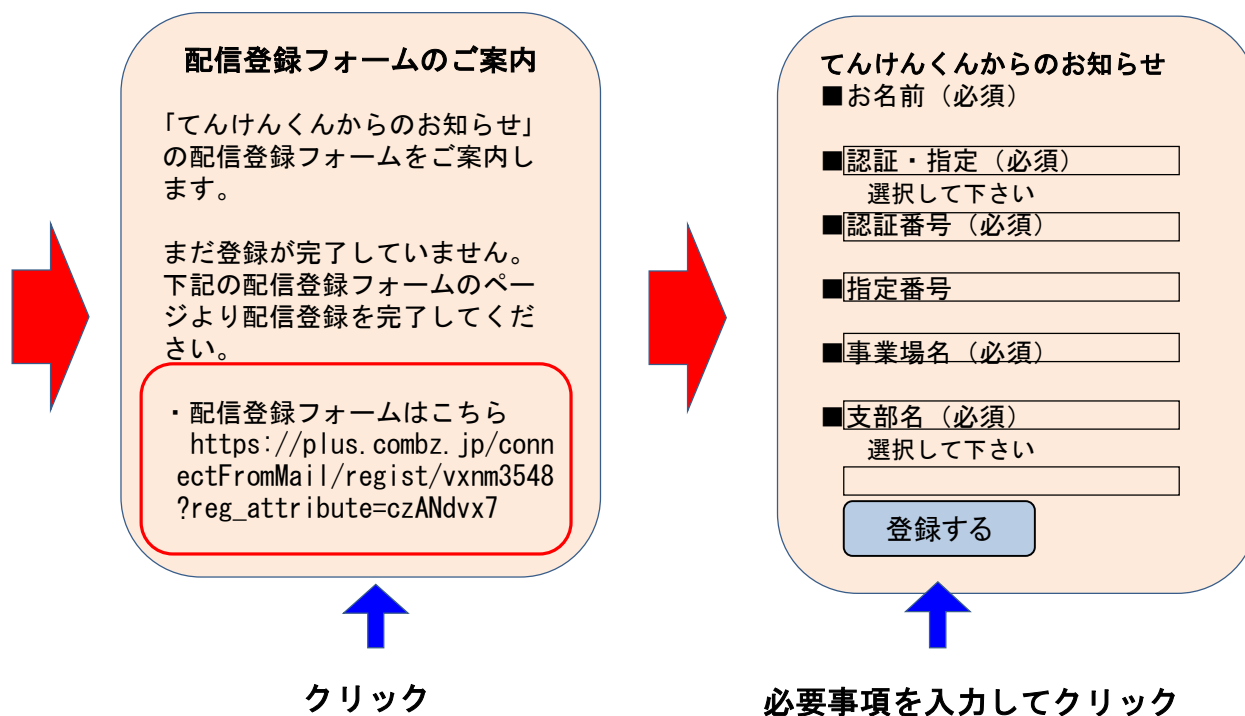 配信登録フォームのご案内
「てんけんくんからのお知らせ」
の配信登録フォームをご案内し
ます。
まだ登録が完了していません。
下記の配信登録フォームのペー
ジより配信登録を完了してくだ
さい。
・配信登録フォームはこちら
https://plus.combz.jp/conn
ectFromMail/regist/vxnm3548
?reg_attribute=czANdvx7
クリック
てんけんくんからのお知らせ
■お名前（必須）
■認証・指定（必須）
選択して下さい
■認証番号（必須）
■指定番号
■事業場名（必須）
■支部名（必須）
選択して下さい
登録する
必要事項を入力してクリック